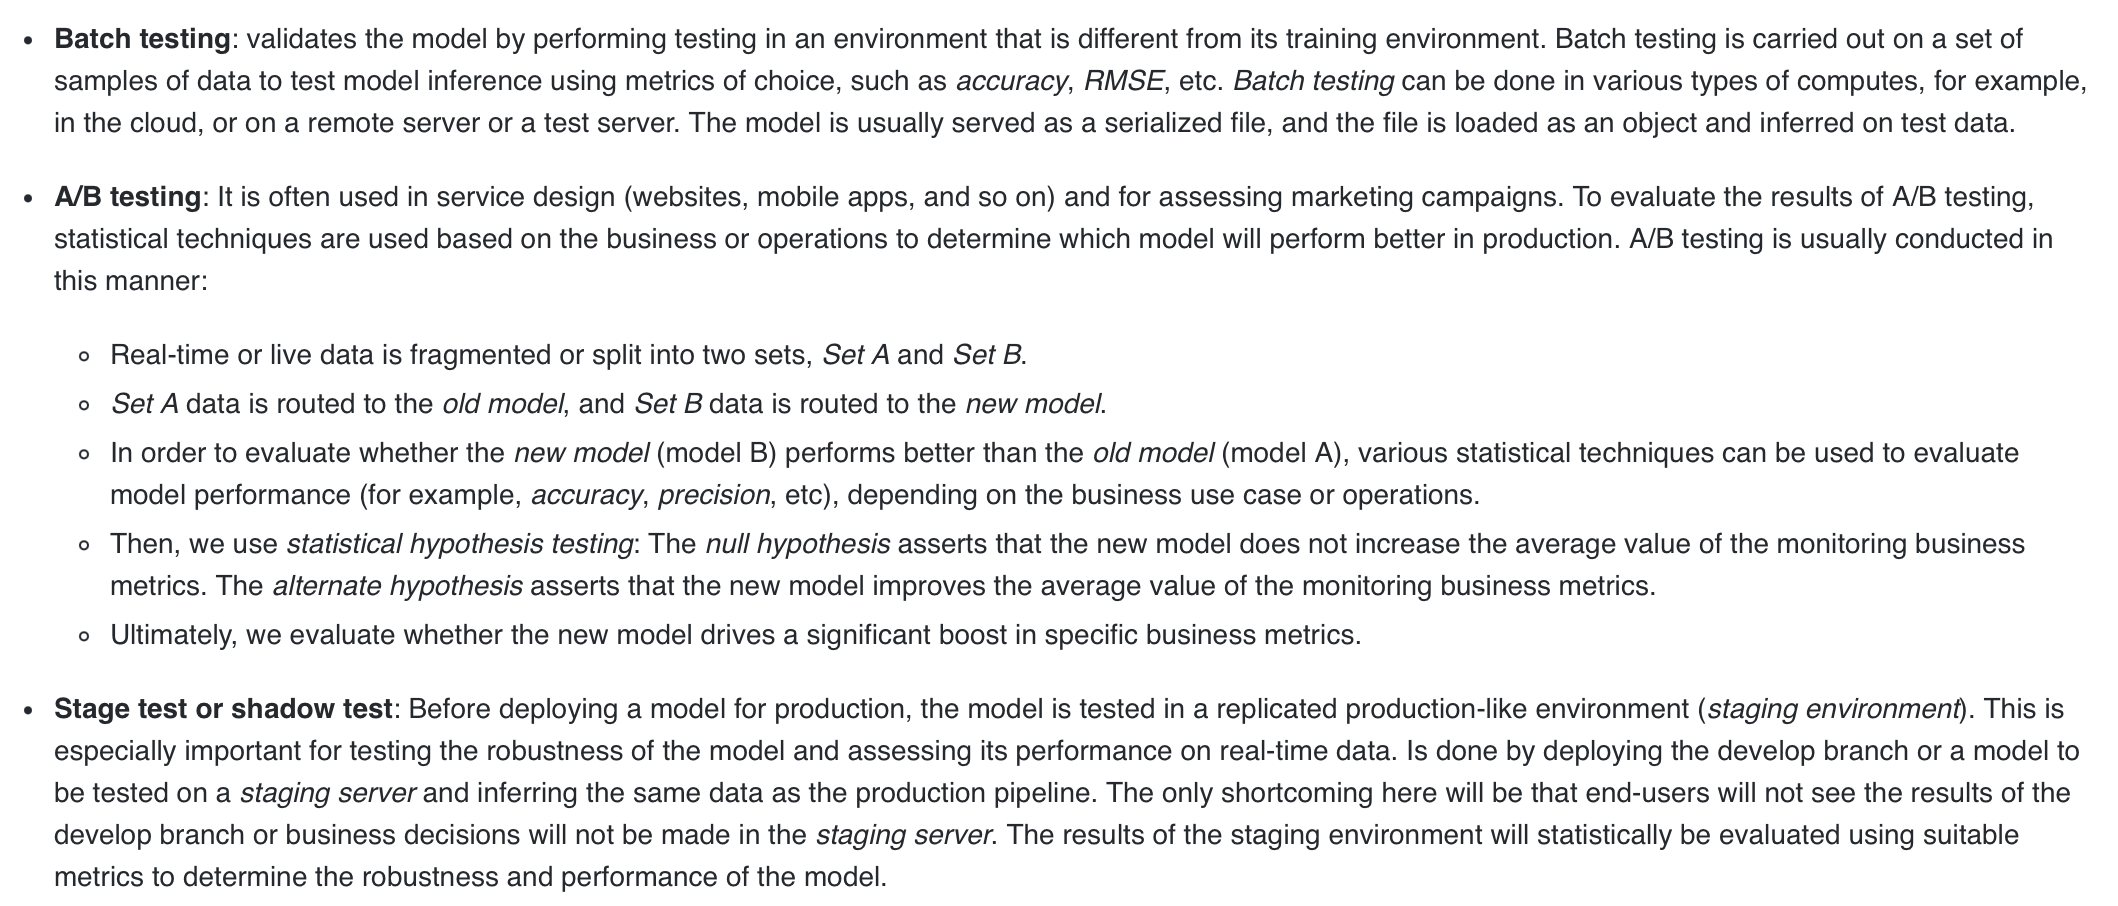 • Batch testing: validates the model by performing testing in an environment that is different from its training environment. Batch testing is carried out on a set of
samples of data to test model inference using metrics of choice, such as accuracy, RMSE, etc. Batch testing can be done in various types of computes, for example,
in the cloud, or on a remote server or a test server. The model is usually served as a serialized file, and the file is loaded as an object and inferred on test data.
• A/B testing: It is often used in service design (websites, mobile apps, and so on) and for assessing marketing campaigns. To evaluate the results of A/B testing,
statistical techniques are used based on the business or operations to determine which model will perform better in production. A/B testing is usually conducted in
this manner:
◦ Real-time or live data is fragmented or split into two sets, Set A and Set B.
◦ Set A data is routed to the old model, and Set B data is routed to the new model.
◦ In order to evaluate whether the new model (model B) performs better than the old model (model A), various statistical techniques can be used to evaluate
model performance (for example, accuracy, precision, etc), depending on the business use case or operations.
◦ Then, we use statistical hypothesis testing: The null hypothesis asserts that the new model does not increase the average value of the monitoring business
metrics. The alternate hypothesis asserts that the new model improves the average value of the monitoring business metrics.
◦ Ultimately, we evaluate whether the new model drives a significant boost in specific business metrics.
• Stage test or shadow test: Before deploying a model for production, the model is tested in a replicated production-like environment (staging environment). This is
especially important for testing the robustness of the model and assessing its performance on real-time data. Is done by deploying the develop branch or a model to
be tested on a staging server and inferring the same data as the production pipeline. The only shortcoming here will be that end-users will not see the results of the
develop branch or business decisions will not be made in the staging server. The results of the staging environment will statistically be evaluated using suitable
metrics to determine the robustness and performance of the model.